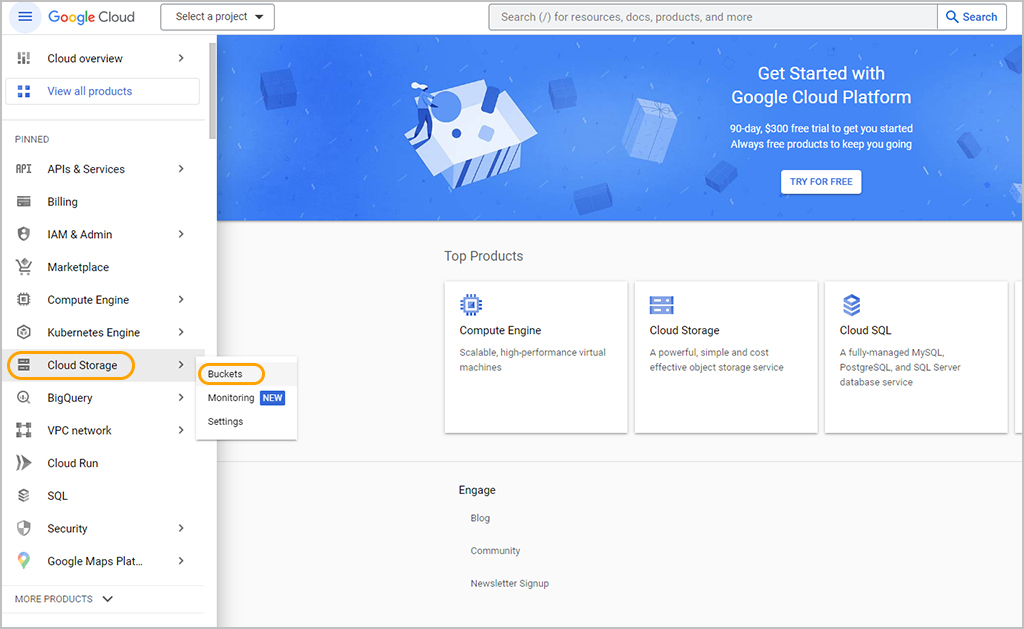 Google Cloud
Select a project
Search (/) for resources, docs, products, and more
Search
Cloud overview
View all products
PINNED
API
APIs & Services
Billing
IAM & Admin
Marketplace
Compute Engine
Kubernetes Engine
Cloud Storage
BigQuery
VPC network
Cloud Run
SQL
Security
Google Maps Plat...
MORE PRODUCTS
Buckets
Monitoring NEW
Settings
Get Started with
Google Cloud Platform
90-day, $300 free trial to get you started
Always free products to keep you going
TRY FOR FREE
Top Products
Compute Engine
Scalable, high-performance virtual
machines
Cloud Storage
A powerful, simple and cost
effective object storage service
Cloud SQL
A fully-managed MySQL,
PostgreSQL, and SQL Server
database service
Engage
Blog
Community
Newsletter Signup